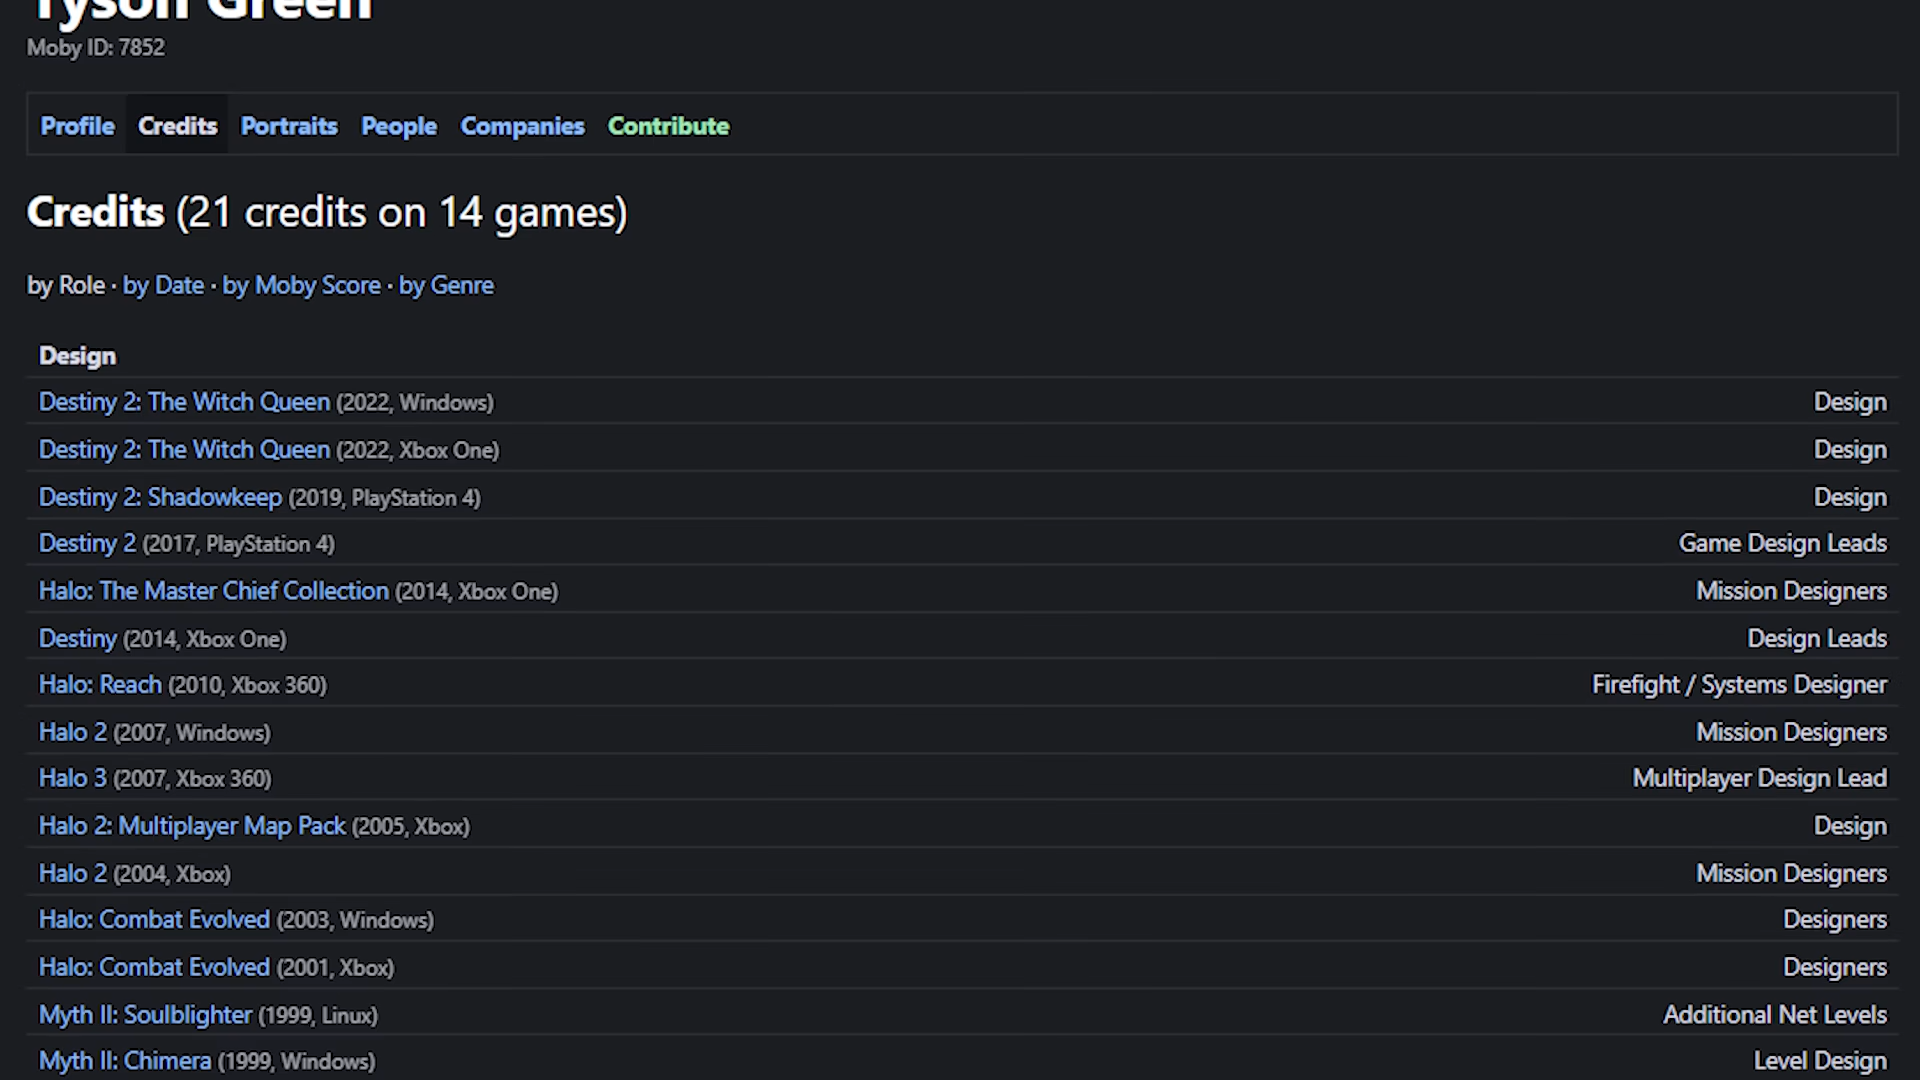 Tyson Green
Moby ID: 7852
Profile Credits Portraits People Companies Contribute
Credits (21 credits on 14 games)
by Role · by Date · by Moby Score · by Genre
Design
Destiny 2: The Witch Queen (2022, Windows) Design
Destiny 2: The Witch Queen (2022, Xbox One) Design
Destiny 2: Shadowkeep (2019, PlayStation 4) Design
Destiny 2 (2017, PlayStation 4) Game Design Leads
Halo: The Master Chief Collection (2014, Xbox One) Mission Designers
Destiny (2014, Xbox One) Design Leads
Halo: Reach (2010, Xbox 360) Firefight / Systems Designer
Halo 2 (2007, Windows) Mission Designers
Halo 3 (2007, Xbox 360) Multiplayer Design Lead
Halo 2: Multiplayer Map Pack (2005, Xbox) Design
Halo 2 (2004, Xbox) Mission Designers
Halo: Combat Evolved (2003, Windows) Designers
Halo: Combat Evolved (2001, Xbox) Designers
Myth II: Soulblighter (1999, Linux) Additional Net Levels
Myth II: Chimera (1999, Windows) Level Design